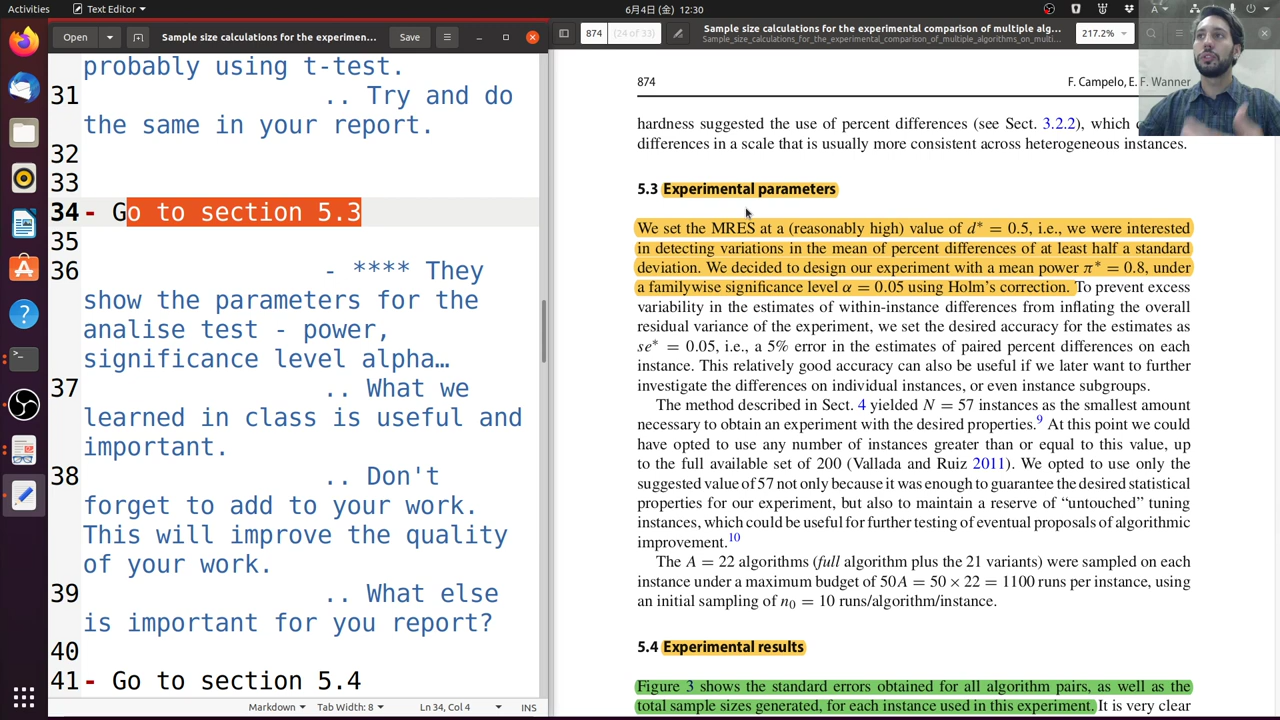 Activities
Text Editor
6月4日 (金) 12:30
Open
Sample size calculations for the experimen...
Save
probably using t-test.
31 .. Try and do
the same in your report.
32
33
34 - Go to section 5.3
35
36 - **** They
show the parameters for the
analise test - power,
significance level alpha…
37 .. What we
learned in class is useful and
important.
38 .. Don't
forget to add to your work.
This will improve the quality
of your work.
39 .. What else
is important for you report?
40
41 - Go to section 5.4
Markdown
Tab Width: 8
Ln 34, Col 4
INS
874
(24 of 33)
Sample size calculations for the experimental comparison of multiple alg...
Sample_size_calculations_for_the_experimental_comparison_of_multiple_algorithms_on_multi...
217.2%
874
F. Campelo, E. F. Wanner
hardness suggested the use of percent differences (see Sect. 3.2.2), which
differences in a scale that is usually more consistent across heterogeneous instances.
5.3 Experimental parameters
We set the MRES at a (reasonably high) value of d* = 0.5, i.e., we were interested
in detecting variations in the mean of percent differences of at least half a standard
deviation. We decided to design our experiment with a mean power π* = 0.8, under
a familywise significance level α = 0.05 using Holm's correction. To prevent excess
variability in the estimates of within-instance differences from inflating the overall
residual variance of the experiment, we set the desired accuracy for the estimates as
se* = 0.05, i.e., a 5% error in the estimates of paired percent differences on each
instance. This relatively good accuracy can also be useful if we later want to further
investigate the differences on individual instances, or even instance subgroups.
The method described in Sect. 4 yielded N = 57 instances as the smallest amount
necessary to obtain an experiment with the desired properties.9 At this point we could
have opted to use any number of instances greater than or equal to this value, up
to the full available set of 200 (Vallada and Ruiz 2011). We opted to use only the
suggested value of 57 not only because it was enough to guarantee the desired statistical
properties for our experiment, but also to maintain a reserve of “untouched” tuning
instances, which could be useful for further testing of eventual proposals of algorithmic
improvement.10
The A = 22 algorithms (full algorithm plus the 21 variants) were sampled on each
instance under a maximum budget of 50A = 50 × 22 = 1100 runs per instance, using
an initial sampling of n0 = 10 runs/algorithm/instance.
5.4 Experimental results
Figure 3 shows the standard errors obtained for all algorithm pairs, as well as the
total sample sizes generated, for each instance used in this experiment. It is very clear